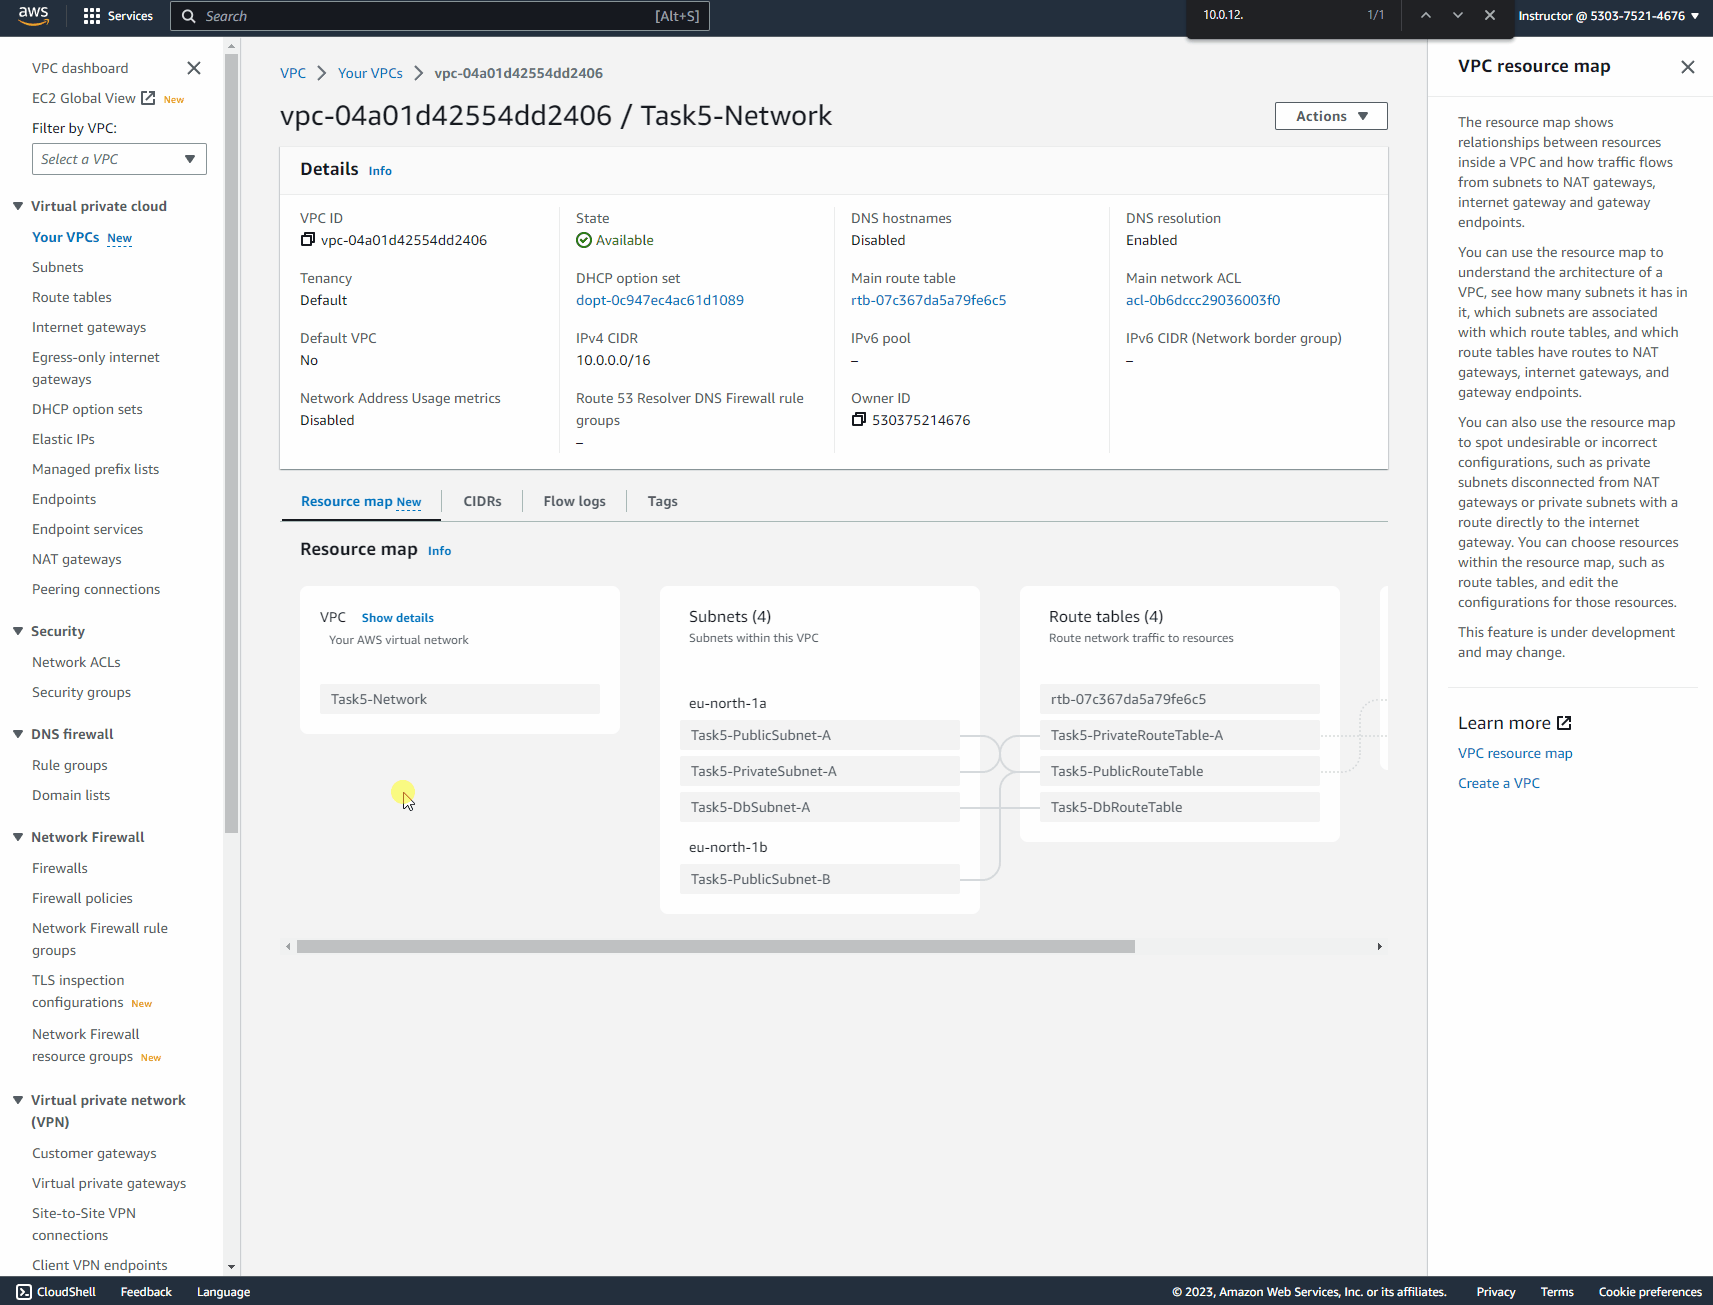 aws
Services
Search
[Alt+S]
10.0.12.
1/1
Instructor @ 5303-7521-4676
VPC dashboard
EC2 Global View New
Filter by VPC:
Select a VPC
Virtual private cloud
Your VPCs New
Subnets
Route tables
Internet gateways
Egress-only internet
gateways
DHCP option sets
Elastic IPs
Managed prefix lists
Endpoints
Endpoint services
NAT gateways
Peering connections
Security
Network ACLs
Security groups
DNS firewall
Rule groups
Domain lists
Network Firewall
Firewalls
Firewall policies
Network Firewall rule
groups
TLS inspection
configurations New
Network Firewall
resource groups New
Virtual private network
(VPN)
Customer gateways
Virtual private gateways
Site-to-Site VPN
connections
Client VPN endpoints
VPC > Your VPCs > vpc-04a01d42554dd2406
vpc-04a01d42554dd2406 / Task5-Network
Actions
Details Info
VPC ID
vpc-04a01d42554dd2406
State
Available
DNS hostnames
Disabled
DNS resolution
Enabled
Tenancy
Default
DHCP option set
dopt-0c947ec4ac61d1089
Main route table
rtb-07c367da5a79fe6c5
Main network ACL
acl-0b6dccc29036003f0
Default VPC
No
IPv4 CIDR
10.0.0.0/16
IPv6 pool
–
IPv6 CIDR (Network border group)
–
Network Address Usage metrics
Disabled
Route 53 Resolver DNS Firewall rule
groups
–
Owner ID
530375214676
Resource map New
CIDRs
Flow logs
Tags
Resource map Info
VPC Show details
Your AWS virtual network
Task5-Network
Subnets (4)
Subnets within this VPC
eu-north-1a
Task5-PublicSubnet-A
Task5-PrivateSubnet-A
Task5-DbSubnet-A
eu-north-1b
Task5-PublicSubnet-B
Route tables (4)
Route network traffic to resources
rtb-07c367da5a79fe6c5
Task5-PrivateRouteTable-A
Task5-PublicRouteTable
Task5-DbRouteTable
VPC resource map
The resource map shows
relationships between resources
inside a VPC and how traffic flows
from subnets to NAT gateways,
internet gateway and gateway
endpoints.
You can use the resource map to
understand the architecture of a
VPC, see how many subnets it has in
it, which subnets are associated
with which route tables, and which
route tables have routes to NAT
gateways, internet gateways, and
gateway endpoints.
You can also use the resource map
to spot undesirable or incorrect
configurations, such as private
subnets disconnected from NAT
gateways or private subnets with a
route directly to the internet
gateway. You can choose resources
within the resource map, such as
route tables, and edit the
configurations for those resources.
This feature is under development
and may change.
Learn more
VPC resource map
Create a VPC
CloudShell
Feedback
Language
© 2023, Amazon Web Services, Inc. or its affiliates.
Privacy
Terms
Cookie preferences